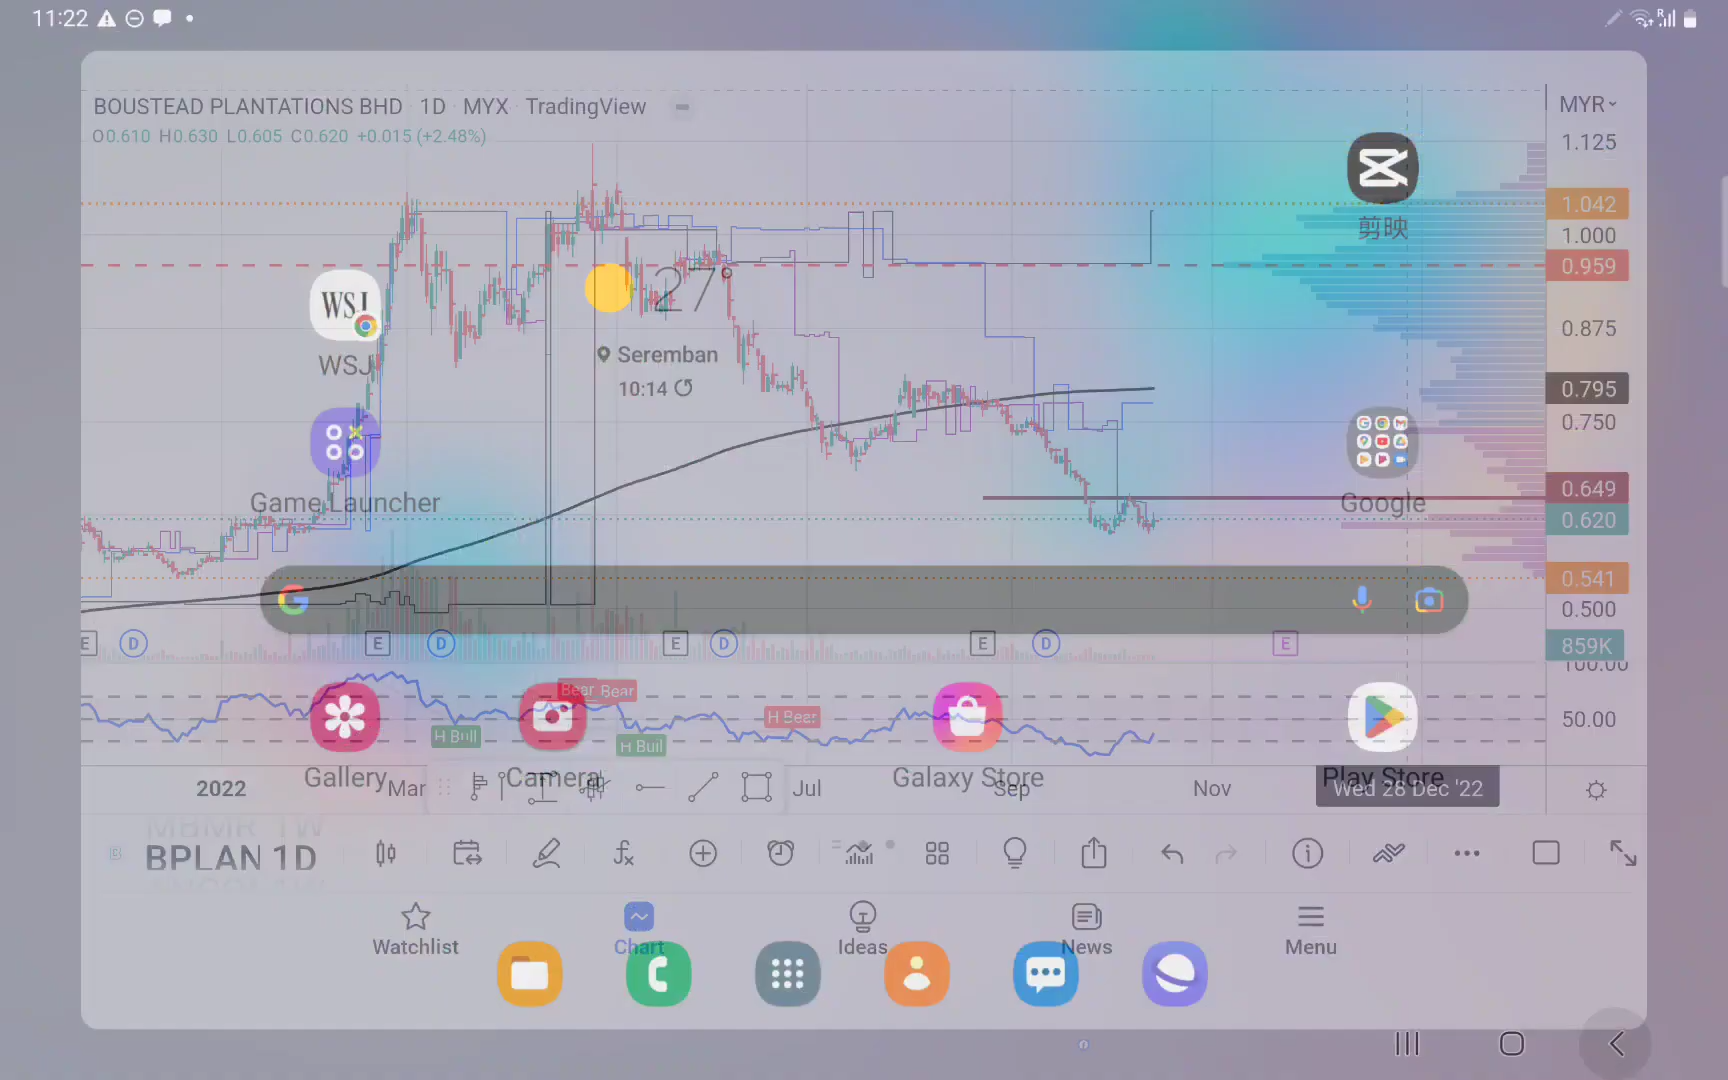 11:22
BOUSTEAD PLANTATIONS BHD · 1D · MYX · TradingView
MYR
O0.610 H0.630 L0.605 C0.620 +0.015 (+2.48%)
1.125
1.042
剪映
1.000
0.959
WSJ
27°
0.875
WSJ
Seremban
10:14
0.795
0.750
Game Launcher
Google
0.649
0.620
0.541
0.500
E D E D E D E D E
859K
100.00
Bear Bear
H Bear
50.00
H Bull
H Bull
Gallery
Camera
Galaxy Store
Play Store
2022 Mar Jul Sep Nov Wed 28 Dec '22
MBMR 1W
BPLAN 1D
Watchlist Chart Ideas News Menu